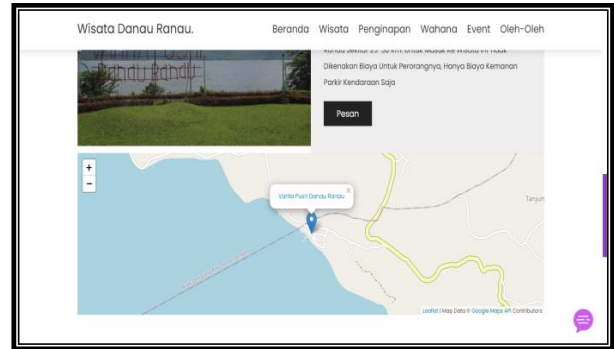 Wisata Danau Ranau.
Beranda Wisata Penginapan Wahana Event Oleh-Oleh
Dikenakan Biaya Untuk Perorangnya, Hanya Biaya Kemanan
Parkir Kendaraan Saja
Pesan
+
−
Vanita Pusri Danau Ranau ×
Tanjun
Leaflet | Map Data © Google Maps API Contributors